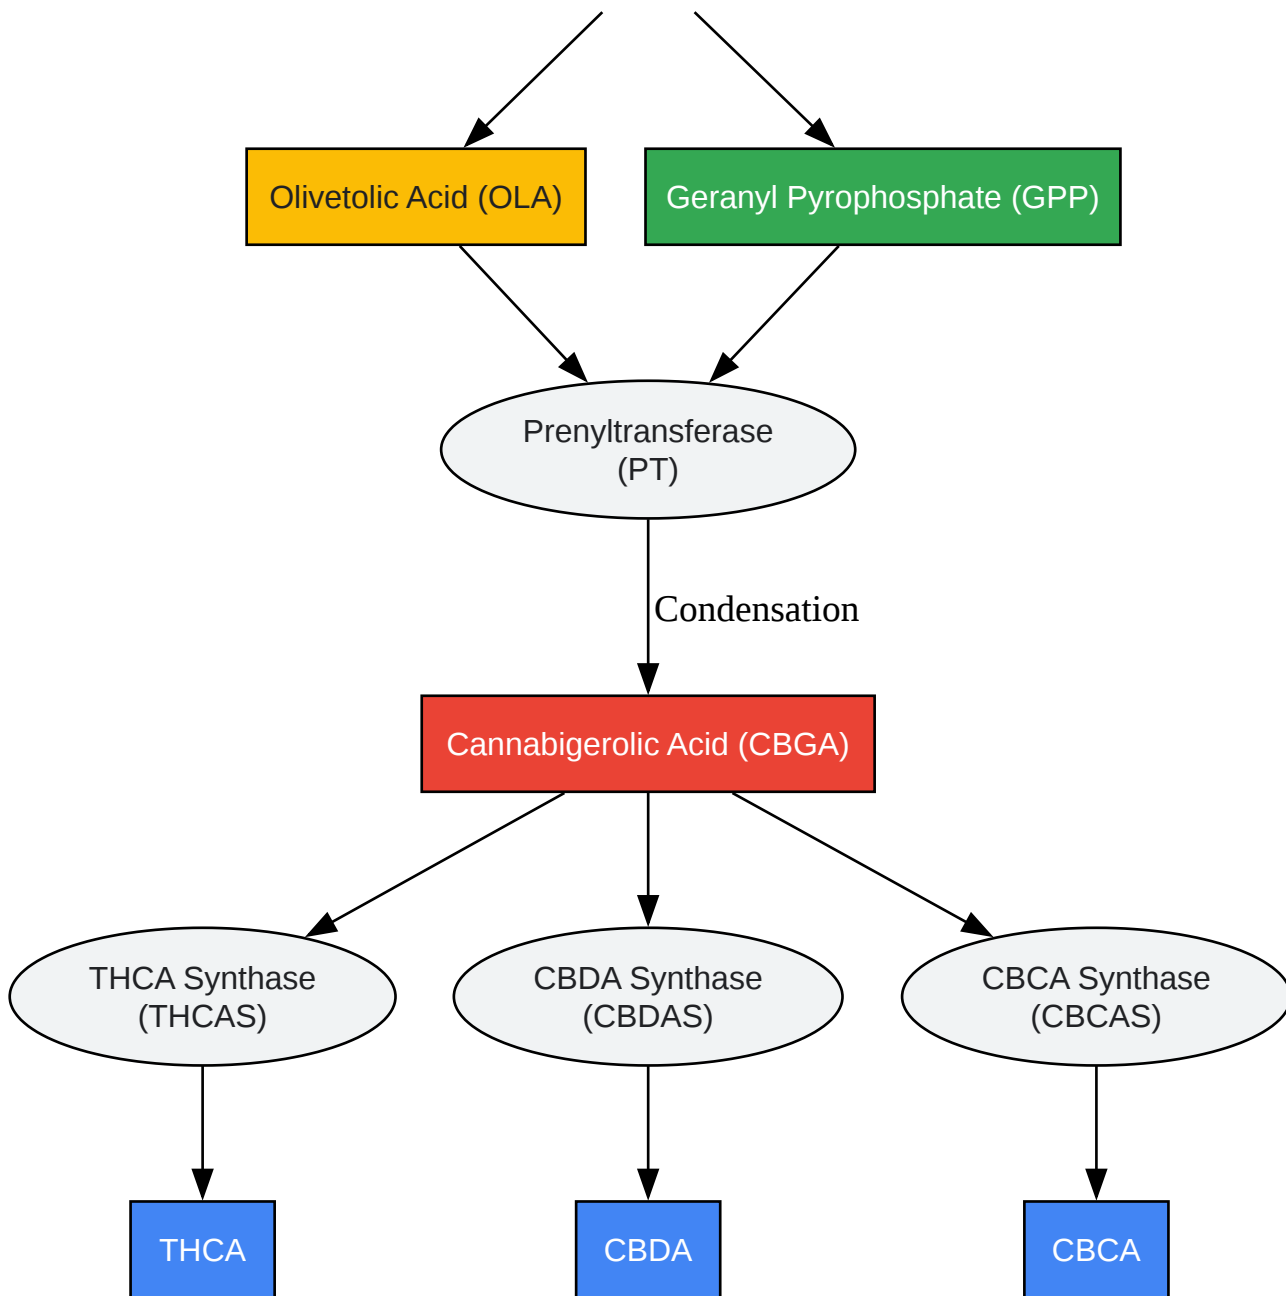 Olivetolic Acid (OLA)
Geranyl Pyrophosphate (GPP)
Prenyltransferase
(PT)
Condensation
Cannabigerolic Acid (CBGA)
THCA Synthase
(THCAS)
CBDA Synthase
(CBDAS)
CBCA Synthase
(CBCAS)
THCA
CBDA
CBCA